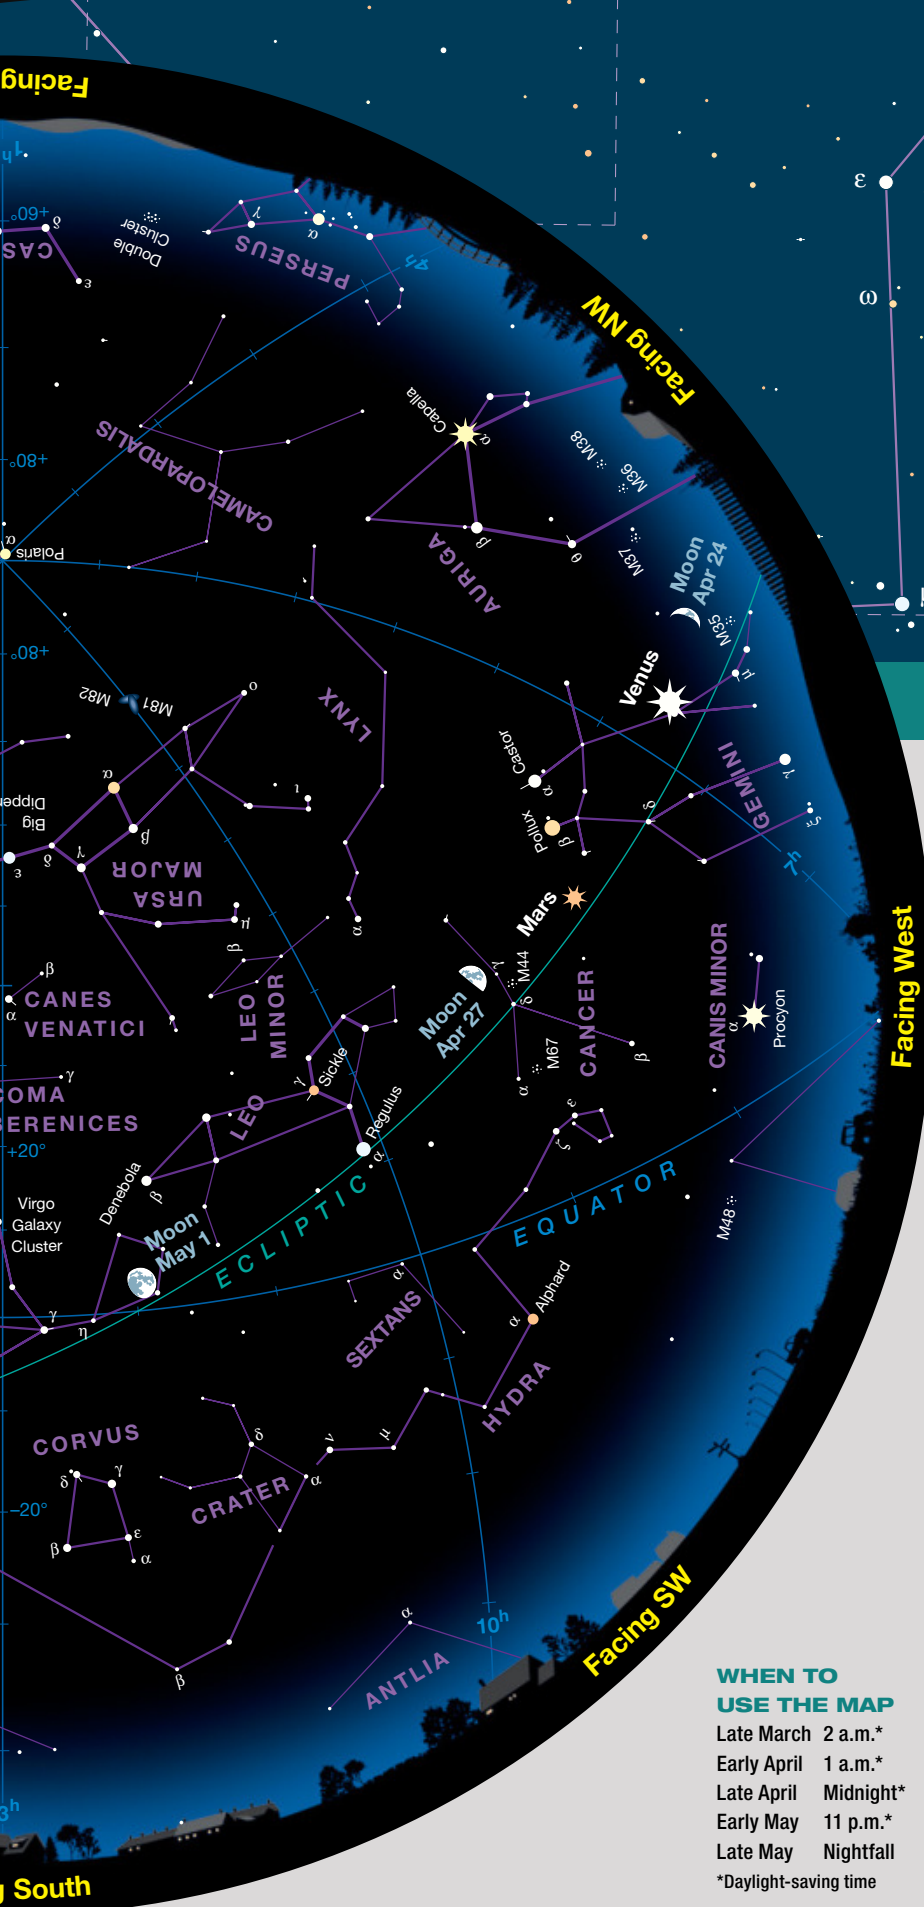 Facing
1h
+60°
CAS
δ
ε
Double
Cluster
γ
α
PERSEUS
4h
Facing NW
ε
ω
Capella
α
M38
M36
M37
β
θ
AURIGA
CAMELOPARDALIS
+80°
α
Polaris
Moon
Apr 24
M35
Venus
μ
+80°
M82
M81
ο
LYNX
Castor
α
Pollux
β
δ
GEMINI
γ
ξ
7h
α
Big
Dipper
β
ι
ε
δ
γ
URSA
MAJOR
μ
α
Mars
β
β
α
CANES
VENATICI
LEO
MINOR
Moon
Apr 27
γ
M44
δ
CANCER
CANIS MINOR
α
Procyon
Facing West
γ
COMA
BERENICES
γ
Sickle
LEO
M67
β
α
ε
ζ
Regulus
α
+20°
Denebola
β
Virgo
Galaxy
Cluster
Moon
May 1
ECLIPTIC
EQUATOR
M48
γ
η
α
SEXTANS
α
Alphard
HYDRA
CORVUS
δ
γ
β
ε
α
δ
ν
μ
α
CRATER
–20°
β
α
10h
ANTLIA
Facing SW
3h
g South
WHEN TO
USE THE MAP
Late March 2 a.m.*
Early April 1 a.m.*
Late April Midnight*
Early May 11 p.m.*
Late May Nightfall
*Daylight-saving time